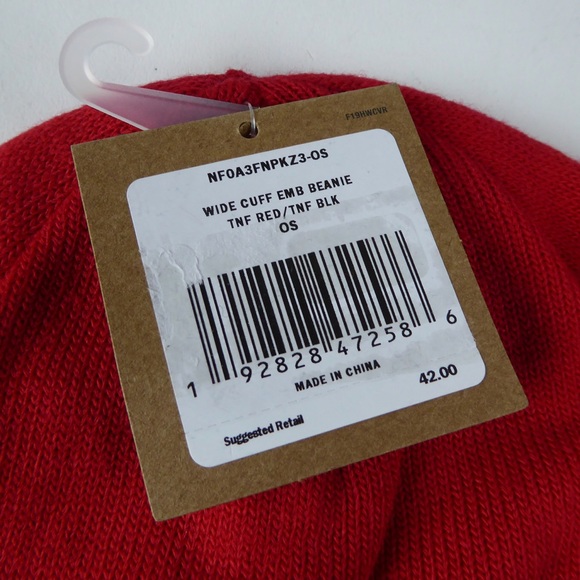 F19HWCVR
NF0A3FNPKZ3-OS
WIDE CUFF EMB BEANIE
TNF RED/TNF BLK
OS
1 92828 47258 6
MADE IN CHINA
42.00
Suggested Retail